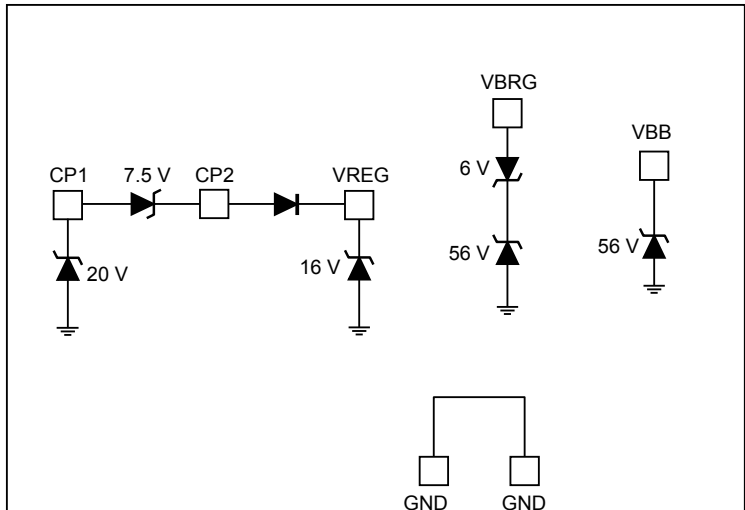 CP1
7.5 V
CP2
VREG
20 V
16 V
VBRG
6 V
56 V
VBB
56 V
GND
GND